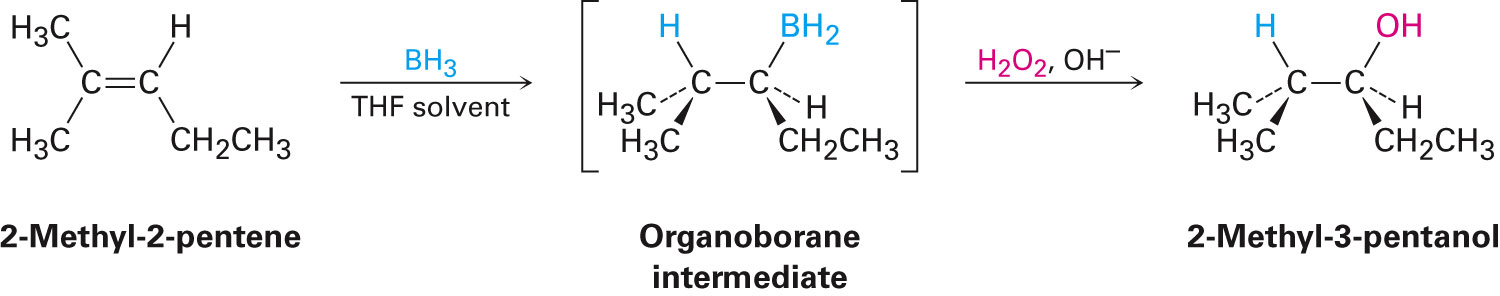 H₃C H
C=C
H₃C CH₂CH₃
2-Methyl-2-pentene
BH₃
THF solvent
H BH₂
C—C
H₃C H
H₃C CH₂CH₃
Organoborane
intermediate
H₂O₂, OH⁻
H OH
C—C
H₃C H
H₃C CH₂CH₃
2-Methyl-3-pentanol